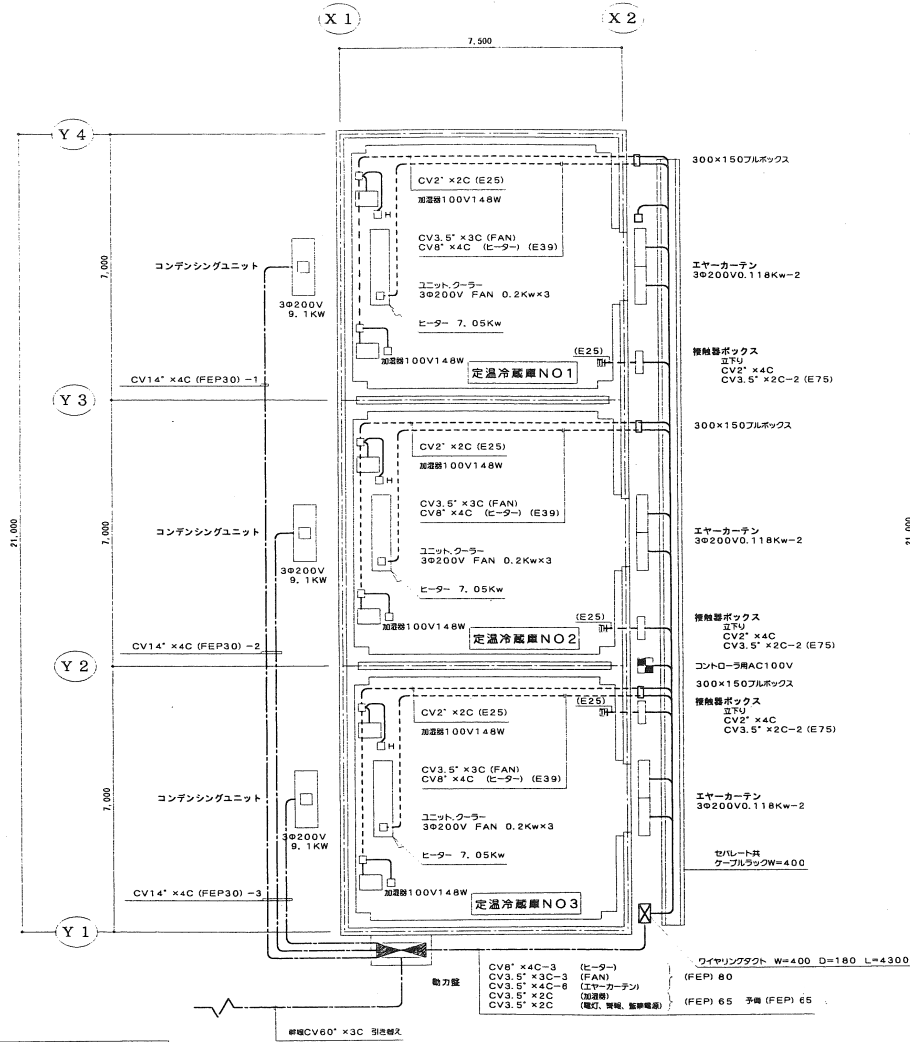 X1
X2
7,500
Y4
300×150プルボックス
CV2° ×2C (E25)
加湿器100V148W
H
CV3.5° ×3C (FAN)
CV8° ×4C (ヒーター) (E39)
コンデンシングユニット
3Φ200V
9.1KW
7,000
エヤーカーテン
3Φ200V0.118Kw-2
ユニット.クーラー
3Φ200V FAN 0.2Kw×3
ヒーター 7.05Kw
加湿器100V148W
(E25)
定温冷蔵庫NO1
接触器ボックス
立下り
CV2° ×4C
CV3.5° ×2C-2 (E75)
CV14° ×4C (FEP30) -1
Y3
300×150プルボックス
CV2° ×2C (E25)
加湿器100V148W
H
CV3.5° ×3C (FAN)
CV8° ×4C (ヒーター) (E39)
21,000
7,000
コンデンシングユニット
3Φ200V
9.1KW
エヤーカーテン
3Φ200V0.118Kw-2
21,000
ユニット.クーラー
3Φ200V FAN 0.2Kw×3
ヒーター 7.05Kw
加湿器100V148W
(E25)
定温冷蔵庫NO2
接触器ボックス
立下り
CV2° ×4C
CV3.5° ×2C-2 (E75)
CV14° ×4C (FEP30) -2
Y2
コントローラ用AC100V
300×150プルボックス
(E25)
接触器ボックス
立下り
CV2° ×4C
CV3.5° ×2C-2 (E75)
CV2° ×2C (E25)
加湿器100V148W
H
CV3.5° ×3C (FAN)
CV8° ×4C (ヒーター) (E39)
7,000
コンデンシングユニット
3Φ200V
9.1KW
エヤーカーテン
3Φ200V0.118Kw-2
ユニット.クーラー
3Φ200V FAN 0.2Kw×3
ヒーター 7.05Kw
セパレート共
ケーブルラックW=400
加湿器100V148W
定温冷蔵庫NO3
CV14° ×4C (FEP30) -3
Y1
ワイヤリングダクト W=400 D=180 L=4300
動力盤
CV8° ×4C-3 (ヒーター)
CV3.5° ×3C-3 (FAN)
CV3.5° ×4C-6 (エヤーカーテン)
(FEP) 80
CV3.5° ×2C (加湿器)
CV3.5° ×2C (電灯、警報、監視電源)
(FEP) 65 予備 (FEP) 65
幹線CV60° ×3C 引き替え